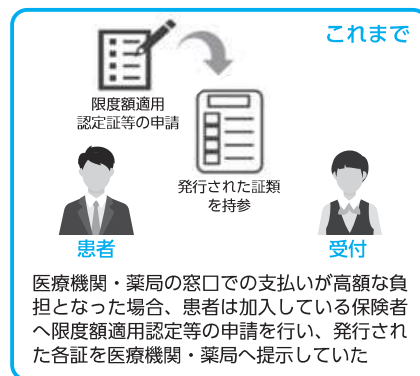 これまで
限度額適用
認定証等の申請
発行された証類
を持参
患者
受付
医療機関・薬局の窓口での支払いが高額な負
担となった場合、患者は加入している保険者
へ限度額適用認定等の申請を行い、発行され
た各証を医療機関・薬局へ提示していた